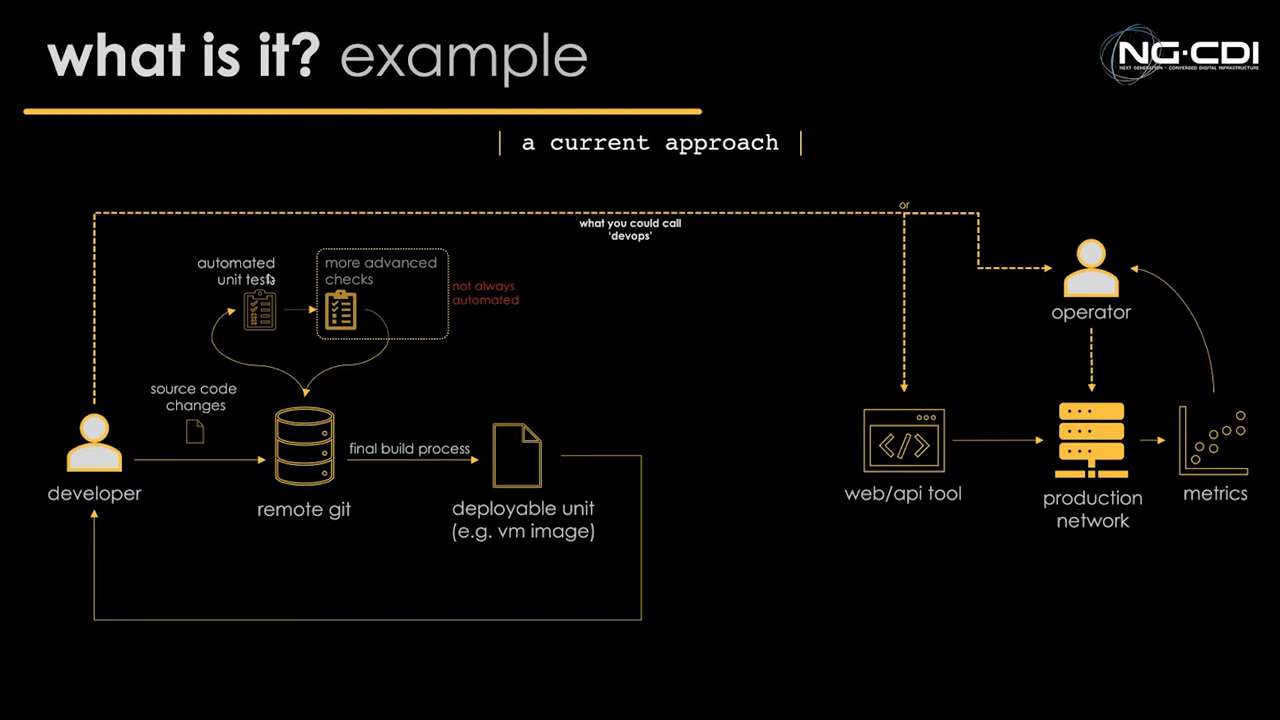 what is it? example
NG·CDI
NEXT GENERATION · CONVERGED DIGITAL INFRASTRUCTURE
| a current approach |
or
what you could call
'devops'
automated
unit tests
more advanced
checks
not always
automated
operator
source code
changes
final build process
developer
remote git
deployable unit
(e.g. vm image)
</>
web/api tool
production
network
metrics